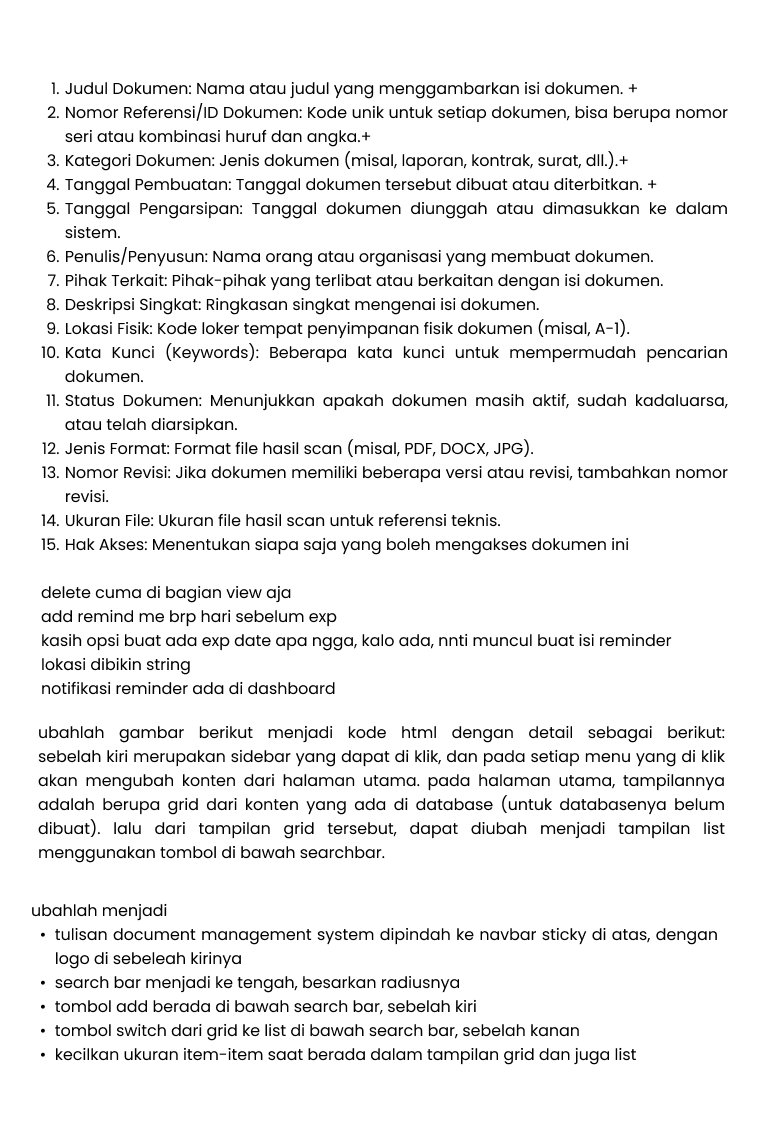 1. Judul Dokumen: Nama atau judul yang menggambarkan isi dokumen. +
2. Nomor Referensi/ID Dokumen: Kode unik untuk setiap dokumen, bisa berupa nomor
seri atau kombinasi huruf dan angka.+
3. Kategori Dokumen: Jenis dokumen (misal, laporan, kontrak, surat, dll.).+
4. Tanggal Pembuatan: Tanggal dokumen tersebut dibuat atau diterbitkan. +
5. Tanggal Pengarsipan: Tanggal dokumen diunggah atau dimasukkan ke dalam
sistem.
6. Penulis/Penyusun: Nama orang atau organisasi yang membuat dokumen.
7. Pihak Terkait: Pihak-pihak yang terlibat atau berkaitan dengan isi dokumen.
8. Deskripsi Singkat: Ringkasan singkat mengenai isi dokumen.
9. Lokasi Fisik: Kode loker tempat penyimpanan fisik dokumen (misal, A-1).
10. Kata Kunci (Keywords): Beberapa kata kunci untuk mempermudah pencarian
dokumen.
11. Status Dokumen: Menunjukkan apakah dokumen masih aktif, sudah kadaluarsa,
atau telah diarsipkan.
12. Jenis Format: Format file hasil scan (misal, PDF, DOCX, JPG).
13. Nomor Revisi: Jika dokumen memiliki beberapa versi atau revisi, tambahkan nomor
revisi.
14. Ukuran File: Ukuran file hasil scan untuk referensi teknis.
15. Hak Akses: Menentukan siapa saja yang boleh mengakses dokumen ini
delete cuma di bagian view aja
add remind me brp hari sebelum exp
kasih opsi buat ada exp date apa ngga, kalo ada, nnti muncul buat isi reminder
lokasi dibikin string
notifikasi reminder ada di dashboard
ubahlah gambar berikut menjadi kode html dengan detail sebagai berikut:
sebelah kiri merupakan sidebar yang dapat di klik, dan pada setiap menu yang di klik
akan mengubah konten dari halaman utama. pada halaman utama, tampilannya
adalah berupa grid dari konten yang ada di database (untuk databasenya belum
dibuat). lalu dari tampilan grid tersebut, dapat diubah menjadi tampilan list
menggunakan tombol di bawah searchbar.
ubahlah menjadi
• tulisan document management system dipindah ke navbar sticky di atas, dengan
logo di sebeleah kirinya
• search bar menjadi ke tengah, besarkan radiusnya
• tombol add berada di bawah search bar, sebelah kiri
• tombol switch dari grid ke list di bawah search bar, sebelah kanan
• kecilkan ukuran item-item saat berada dalam tampilan grid dan juga list